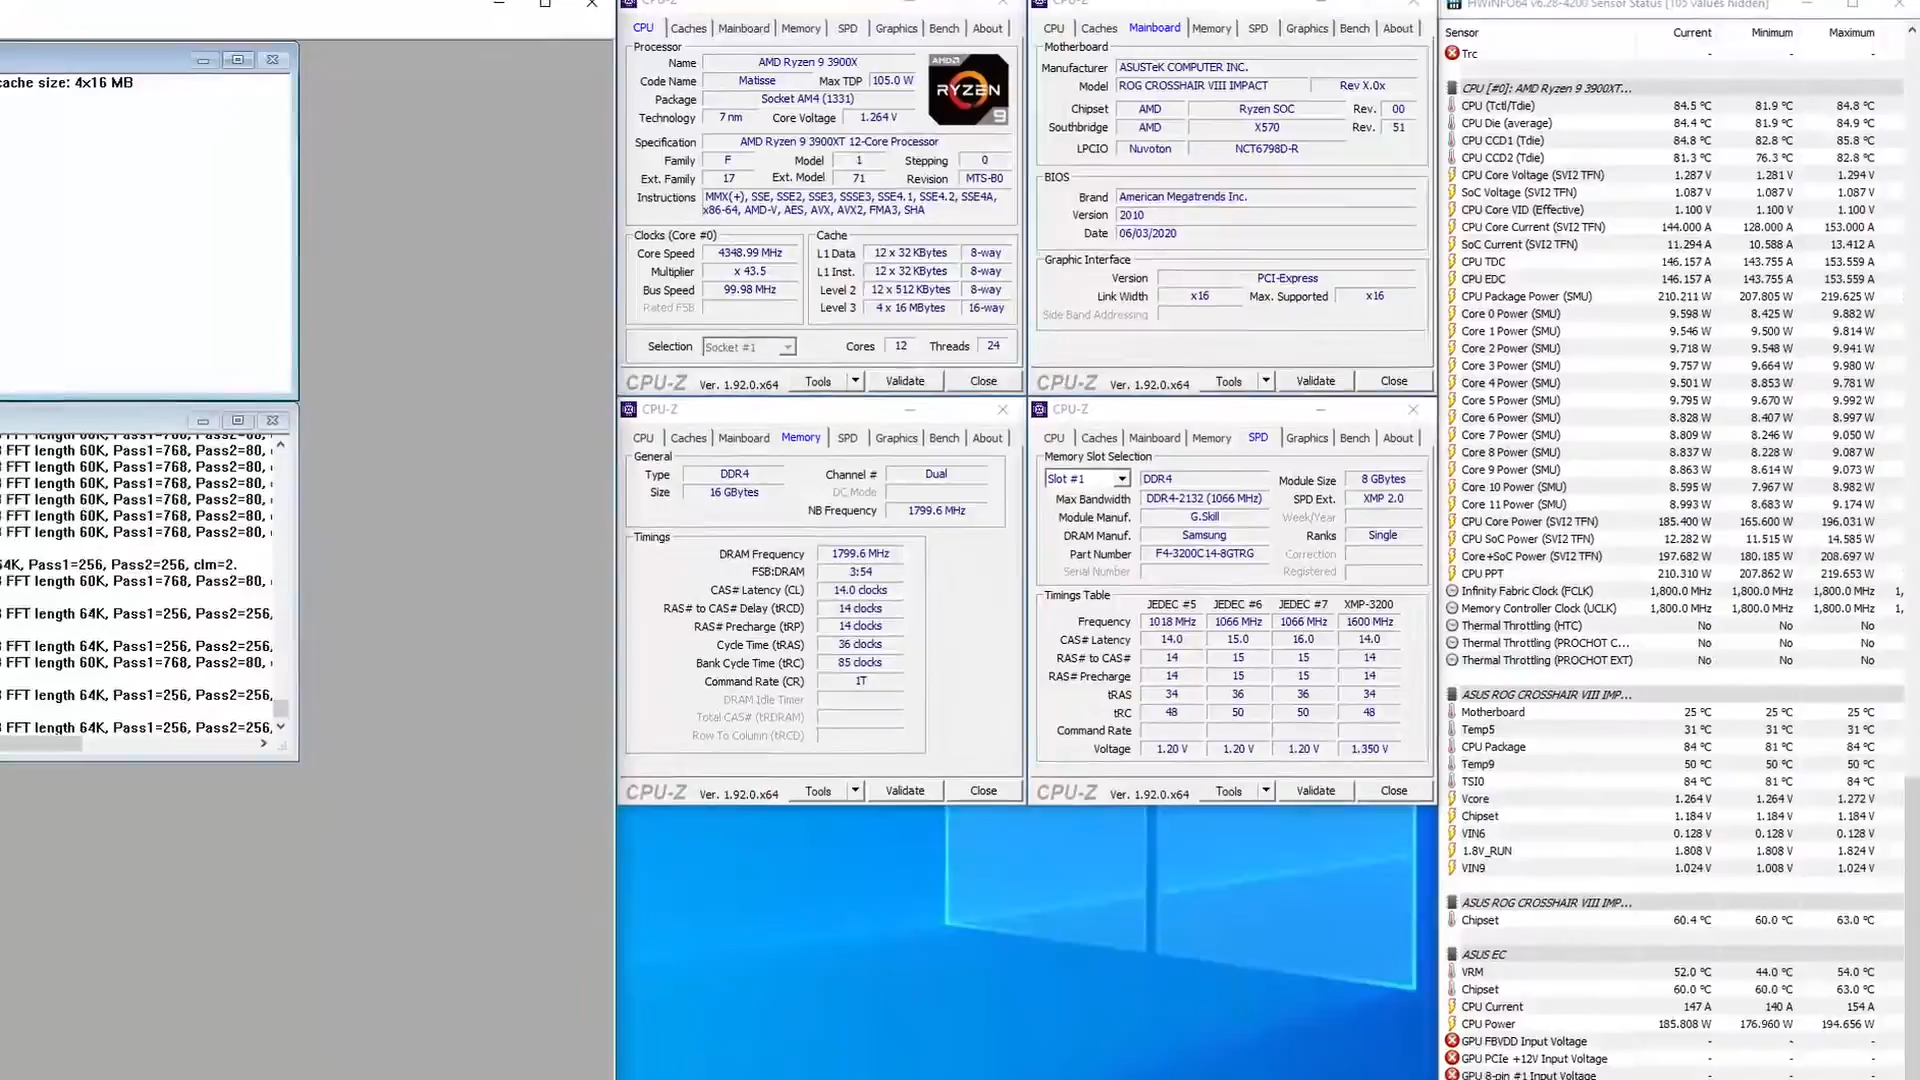 cache size: 4x16 MB
FFT length 60K, Pass1=768, Pass2=80,
FFT length 60K, Pass1=768, Pass2=80,
FFT length 60K, Pass1=768, Pass2=80,
FFT length 60K, Pass1=768, Pass2=80,
FFT length 60K, Pass1=768, Pass2=80,
FFT length 60K, Pass1=768, Pass2=80,
FFT length 60K, Pass1=768, Pass2=80,
64K, Pass1=256, Pass2=256, clm=2.
FFT length 60K, Pass1=768, Pass2=80,
FFT length 64K, Pass1=256, Pass2=256,
FFT length 64K, Pass1=256, Pass2=256,
FFT length 60K, Pass1=768, Pass2=80,
FFT length 64K, Pass1=256, Pass2=256,
FFT length 64K, Pass1=256, Pass2=256,
CPU-Z
CPU Caches Mainboard Memory SPD Graphics Bench About
Processor
Name AMD Ryzen 9 3900X
Code Name Matisse Max TDP 105.0 W
Package Socket AM4 (1331)
Technology 7 nm Core Voltage 1.264 V
AMD RYZEN 9
Specification AMD Ryzen 9 3900XT 12-Core Processor
Family F Model 1 Stepping 0
Ext. Family 17 Ext. Model 71 Revision MTS-B0
Instructions MMX(+), SSE, SSE2, SSE3, SSSE3, SSE4.1, SSE4.2, SSE4A,
x86-64, AMD-V, AES, AVX, AVX2, FMA3, SHA
Clocks (Core #0) Cache
Core Speed 4348.99 MHz L1 Data 12 x 32 KBytes 8-way
Multiplier x 43.5 L1 Inst. 12 x 32 KBytes 8-way
Bus Speed 99.98 MHz Level 2 12 x 512 KBytes 8-way
Rated FSB Level 3 4 x 16 MBytes 16-way
Selection Socket #1 Cores 12 Threads 24
CPU-Z Ver. 1.92.0.x64 Tools Validate Close
CPU-Z
CPU Caches Mainboard Memory SPD Graphics Bench About
Motherboard
Manufacturer ASUSTeK COMPUTER INC.
Model ROG CROSSHAIR VIII IMPACT Rev X.0x
Chipset AMD Ryzen SOC Rev. 00
Southbridge AMD X570 Rev. 51
LPCIO Nuvoton NCT6798D-R
BIOS
Brand American Megatrends Inc.
Version 2010
Date 06/03/2020
Graphic Interface
Version PCI-Express
Link Width x16 Max. Supported x16
Side Band Addressing
CPU-Z Ver. 1.92.0.x64 Tools Validate Close
CPU-Z
CPU Caches Mainboard Memory SPD Graphics Bench About
General
Type DDR4 Channel # Dual
Size 16 GBytes DC Mode
NB Frequency 1799.6 MHz
Timings
DRAM Frequency 1799.6 MHz
FSB:DRAM 3:54
CAS# Latency (CL) 14.0 clocks
RAS# to CAS# Delay (tRCD) 14 clocks
RAS# Precharge (tRP) 14 clocks
Cycle Time (tRAS) 36 clocks
Bank Cycle Time (tRC) 85 clocks
Command Rate (CR) 1T
DRAM Idle Timer
Total CAS# (tRDRAM)
Row To Column (tRCD)
CPU-Z Ver. 1.92.0.x64 Tools Validate Close
CPU-Z
CPU Caches Mainboard Memory SPD Graphics Bench About
Memory Slot Selection
Slot #1 DDR4 Module Size 8 GBytes
Max Bandwidth DDR4-2132 (1066 MHz) SPD Ext. XMP 2.0
Module Manuf. G.Skill Week/Year
DRAM Manuf. Samsung Ranks Single
Part Number F4-3200C14-8GTRG Correction
Serial Number Registered
Timings Table
JEDEC #5 JEDEC #6 JEDEC #7 XMP-3200
Frequency 1018 MHz 1066 MHz 1066 MHz 1600 MHz
CAS# Latency 14.0 15.0 16.0 14.0
RAS# to CAS# 14 15 15 14
RAS# Precharge 14 15 15 14
tRAS 34 36 36 34
tRC 48 50 50 48
Command Rate
Voltage 1.20 V 1.20 V 1.20 V 1.350 V
CPU-Z Ver. 1.92.0.x64 Tools Validate Close
HWiNFO64 v6.28-4200 Sensor Status [105 values hidden]
Sensor Current Minimum Maximum
Trc - - -
CPU [#0]: AMD Ryzen 9 3900XT...
CPU (Tctl/Tdie) 84.5 °C 81.9 °C 84.8 °C
CPU Die (average) 84.4 °C 81.9 °C 84.9 °C
CPU CCD1 (Tdie) 84.8 °C 82.8 °C 85.8 °C
CPU CCD2 (Tdie) 81.3 °C 76.3 °C 82.8 °C
CPU Core Voltage (SVI2 TFN) 1.287 V 1.281 V 1.294 V
SoC Voltage (SVI2 TFN) 1.087 V 1.087 V 1.087 V
CPU Core VID (Effective) 1.100 V 1.100 V 1.100 V
CPU Core Current (SVI2 TFN) 144.000 A 128.000 A 153.000 A
SoC Current (SVI2 TFN) 11.294 A 10.588 A 13.412 A
CPU TDC 146.157 A 143.755 A 153.559 A
CPU EDC 146.157 A 143.755 A 153.559 A
CPU Package Power (SMU) 210.211 W 207.805 W 219.625 W
Core 0 Power (SMU) 9.598 W 8.425 W 9.882 W
Core 1 Power (SMU) 9.546 W 9.500 W 9.814 W
Core 2 Power (SMU) 9.718 W 9.548 W 9.941 W
Core 3 Power (SMU) 9.757 W 9.664 W 9.980 W
Core 4 Power (SMU) 9.501 W 8.853 W 9.781 W
Core 5 Power (SMU) 9.795 W 9.670 W 9.992 W
Core 6 Power (SMU) 8.828 W 8.407 W 8.997 W
Core 7 Power (SMU) 8.809 W 8.246 W 9.050 W
Core 8 Power (SMU) 8.837 W 8.228 W 9.087 W
Core 9 Power (SMU) 8.863 W 8.614 W 9.073 W
Core 10 Power (SMU) 8.595 W 7.967 W 8.982 W
Core 11 Power (SMU) 8.993 W 8.683 W 9.174 W
CPU Core Power (SVI2 TFN) 185.400 W 165.600 W 196.031 W
CPU SoC Power (SVI2 TFN) 12.282 W 11.515 W 14.585 W
Core+SoC Power (SVI2 TFN) 197.682 W 180.185 W 208.697 W
CPU PPT 210.310 W 207.862 W 219.653 W
Infinity Fabric Clock (FCLK) 1,800.0 MHz 1,800.0 MHz 1,800.0 MHz 1,
Memory Controller Clock (UCLK) 1,800.0 MHz 1,800.0 MHz 1,800.0 MHz 1,
Thermal Throttling (HTC) No No No
Thermal Throttling (PROCHOT C... No No No
Thermal Throttling (PROCHOT EXT) No No No
ASUS ROG CROSSHAIR VIII IMP...
Motherboard 25 °C 25 °C 25 °C
Temp5 31 °C 31 °C 31 °C
CPU Package 84 °C 81 °C 84 °C
Temp9 50 °C 50 °C 50 °C
TSI0 84 °C 81 °C 84 °C
Vcore 1.264 V 1.264 V 1.272 V
Chipset 1.184 V 1.184 V 1.184 V
VIN6 0.128 V 0.128 V 0.128 V
1.8V_RUN 1.808 V 1.808 V 1.824 V
VIN9 1.024 V 1.008 V 1.024 V
ASUS ROG CROSSHAIR VIII IMP...
Chipset 60.4 °C 60.0 °C 63.0 °C
ASUS EC
VRM 52.0 °C 44.0 °C 54.0 °C
Chipset 60.0 °C 60.0 °C 63.0 °C
CPU Current 147 A 140 A 154 A
CPU Power 185.808 W 176.960 W 194.656 W
GPU FBVDD Input Voltage - - -
GPU PCIe +12V Input Voltage - - -
GPU 8-pin #1 Input Voltage - - -